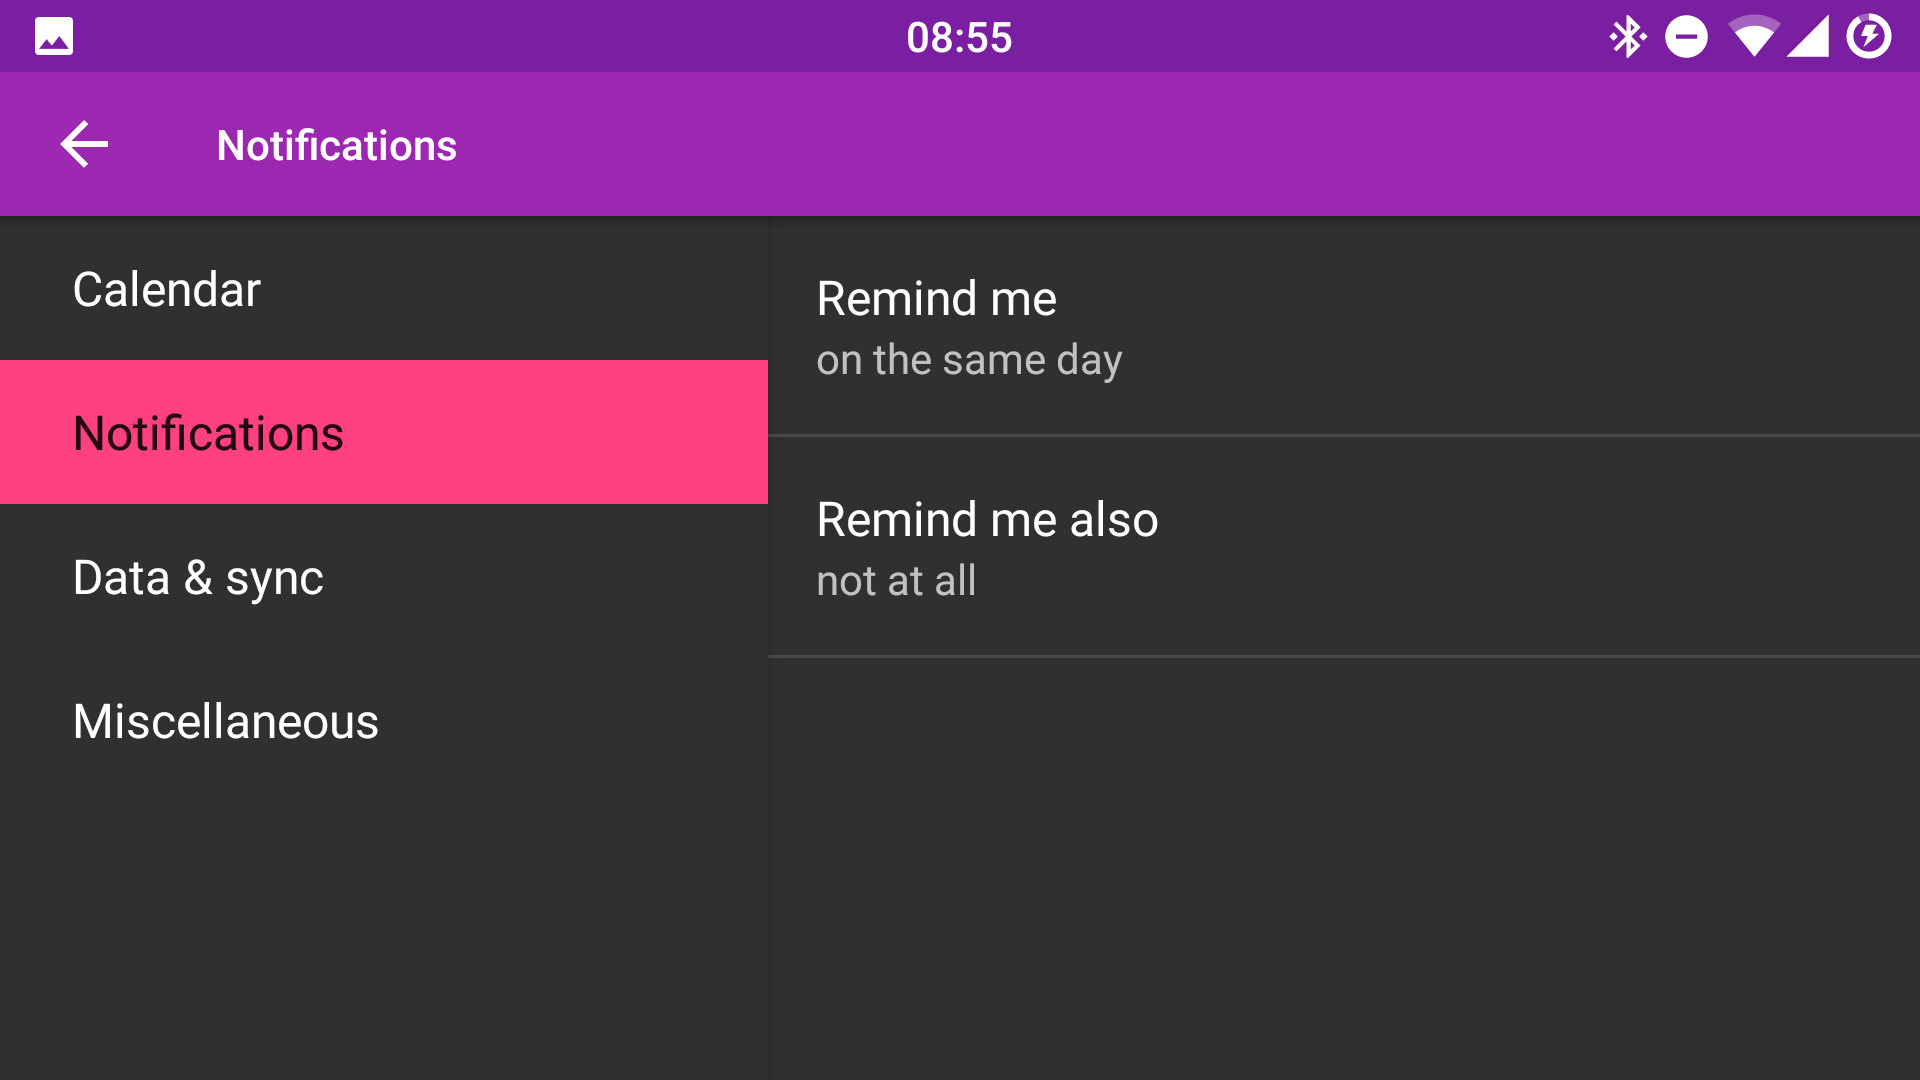 08:55
Notifications
Calendar
Notifications
Data & sync
Miscellaneous
Remind me
on the same day
Remind me also
not at all